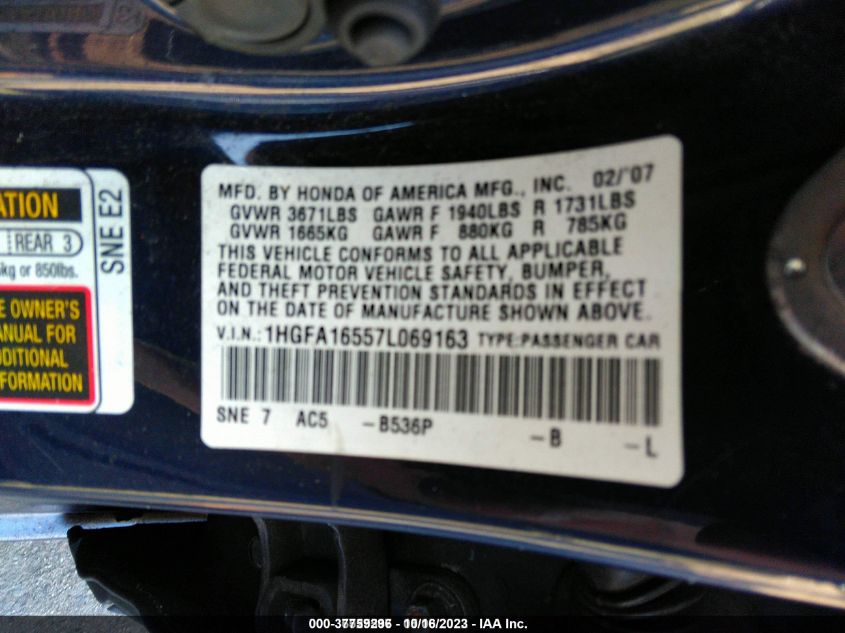 MFD. BY HONDA OF AMERICA MFG., INC. 02/'07
GVWR 3671LBS GAWR F 1940LBS R 1731LBS
GVWR 1665KG GAWR F 880KG R 785KG
THIS VEHICLE CONFORMS TO ALL APPLICABLE
FEDERAL MOTOR VEHICLE SAFETY, BUMPER,
AND THEFT PREVENTION STANDARDS IN EFFECT
ON THE DATE OF MANUFACTURE SHOWN ABOVE.
V.I.N.: 1HGFA16557L069163 TYPE:PASSENGER CAR
SNE 7 AC5 -B536P -B -L
ATION
REAR 3
kg or 850lbs.
SNE E2
E OWNER'S
ANUAL FOR
DDITIONAL
FORMATION
10/16/2023 - IAA Inc.